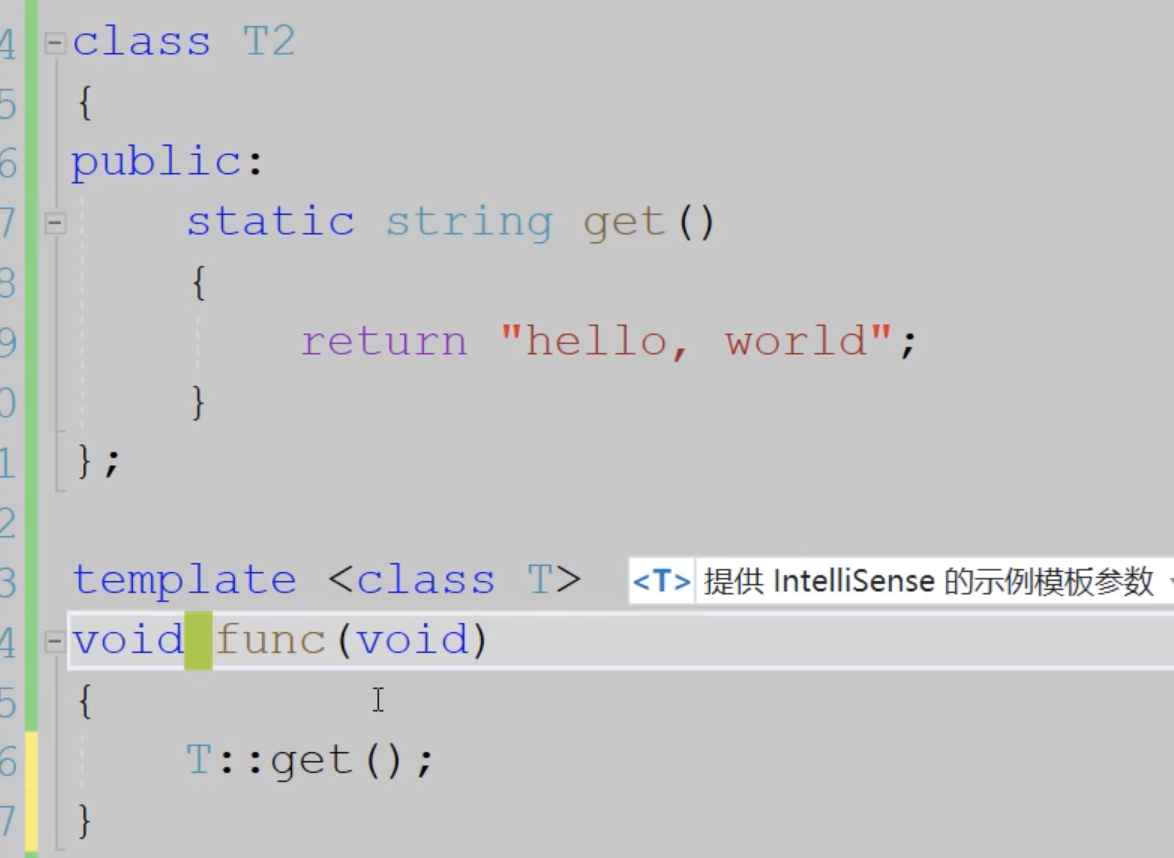 4 class T2
5 {
6 public:
7 static string get()
8 {
9 return "hello, world";
0 }
1 };
2
3 template <class T> <T> 提供 IntelliSense 的示例模板参数
4 void func(void)
5 {
6 T::get();
7 }